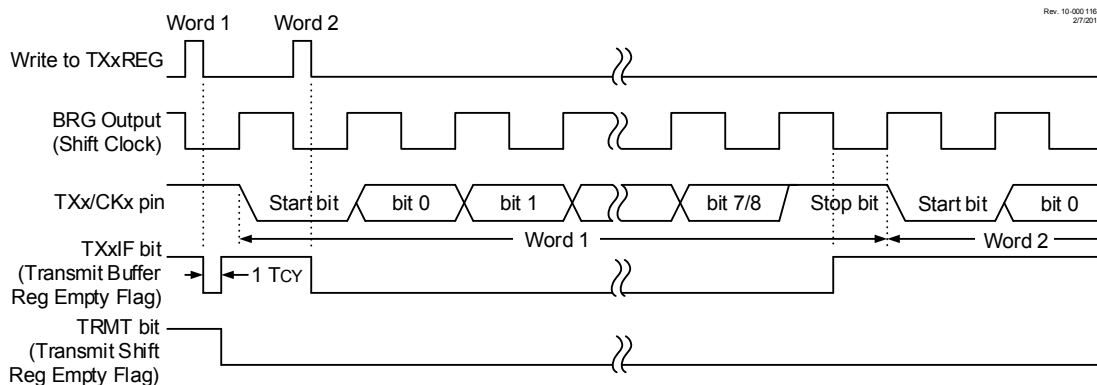 Rev. 10-000 116
2/7/201
Word 1
Word 2
Write to TXxREG
BRG Output
(Shift Clock)
TXx/CKx pin
Start bit
bit 0
bit 1
bit 7/8
Stop bit
Start bit
bit 0
Word 1
Word 2
TXxIF bit
(Transmit Buffer
Reg Empty Flag)
1 TCY
TRMT bit
(Transmit Shift
Reg Empty Flag)